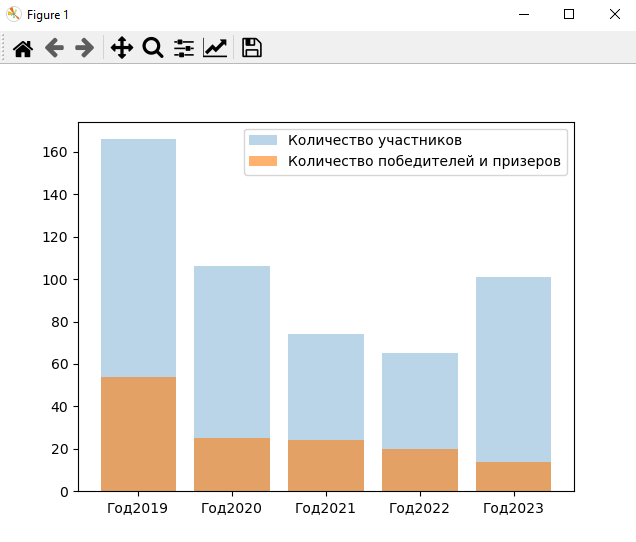 Figure 1
Количество участников
Количество победителей и призеров
160
140
120
100
80
60
40
20
0
Год2019 Год2020 Год2021 Год2022 Год2023